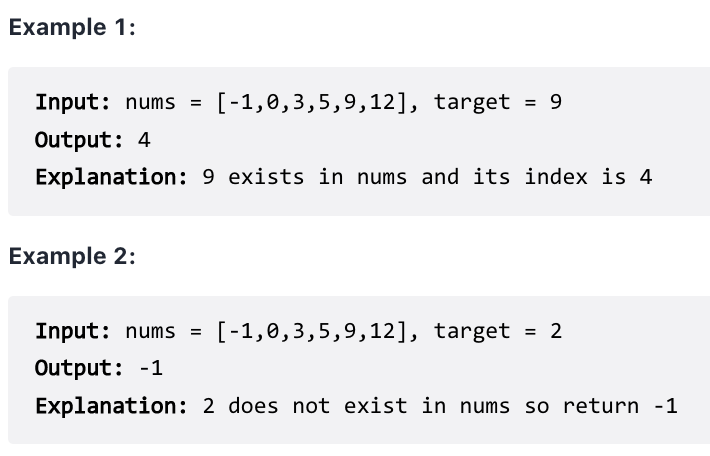 Example 1:
Input: nums = [-1,0,3,5,9,12], target = 9
Output: 4
Explanation: 9 exists in nums and its index is 4
Example 2:
Input: nums = [-1,0,3,5,9,12], target = 2
Output: -1
Explanation: 2 does not exist in nums so return -1